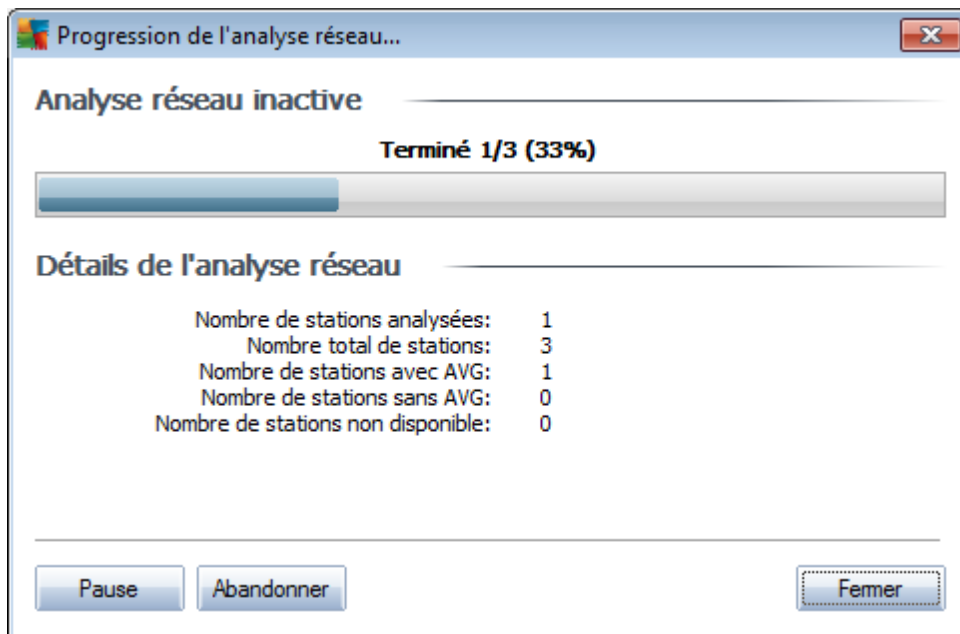 Progression de l'analyse réseau...
Analyse réseau inactive
Terminé 1/3 (33%)
Détails de l'analyse réseau
Nombre de stations analysées: 1
Nombre total de stations: 3
Nombre de stations avec AVG: 1
Nombre de stations sans AVG: 0
Nombre de stations non disponible: 0
Pause Abandonner Fermer